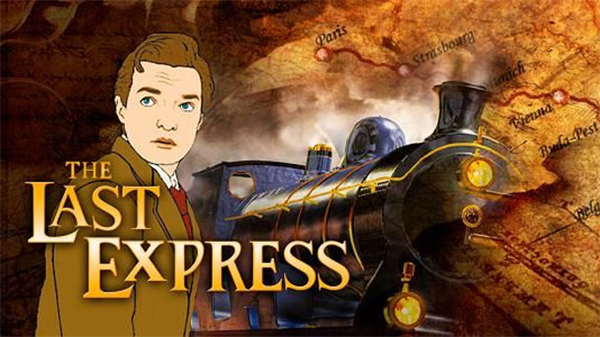 THE
LAST
EXPRESS
Paris
Strasbourg
Munich
Vienna
Buda-Pest